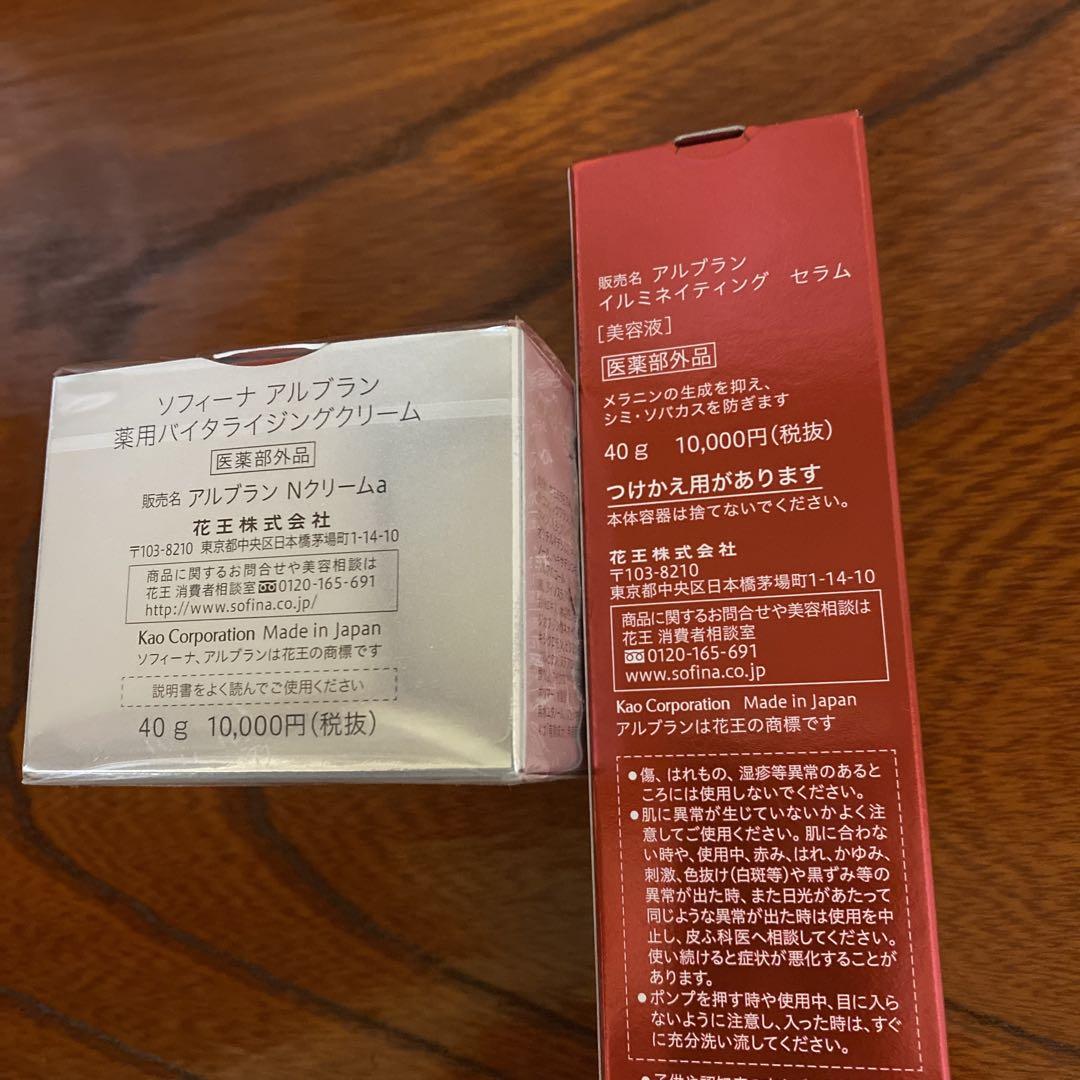 ソフィーナ アルブラン
薬用バイタライジングクリーム
医薬部外品
販売名 アルブラン Nクリームa
花王株式会社
〒103-8210 東京都中央区日本橋茅場町1-14-10
商品に関するお問合せや美容相談は
花王 消費者相談室 0120-165-691
http://www.sofina.co.jp/
Kao Corporation Made in Japan
ソフィーナ、アルブランは花王の商標です
説明書をよく読んでご使用ください
40g 10,000円(税抜)
販売名 アルブラン
イルミネイティング セラム
[美容液]
医薬部外品
メラニンの生成を抑え、
シミ・ソバカスを防ぎます
40g 10,000円(税抜)
つけかえ用があります
本体容器は捨てないでください。
花王株式会社
〒103-8210
東京都中央区日本橋茅場町1-14-10
商品に関するお問合せや美容相談は
花王 消費者相談室
0120-165-691
www.sofina.co.jp
Kao Corporation Made in Japan
アルブランは花王の商標です
●傷、はれもの、湿疹等異常のあると
ころには使用しないでください。
●肌に異常が生じていないかよく注
意してご使用ください。肌に合わな
い時や、使用中、赤み、はれ、かゆみ、
刺激、色抜け(白斑等)や黒ずみ等の
異常が出た時、また日光があたって
同じような異常が出た時は使用を中
止し、皮ふ科医へ相談してください。
使い続けると症状が悪化することが
あります。
●ポンプを押す時や使用中、目に入ら
ないように注意し、入った時は、すぐ
に充分洗い流してください。